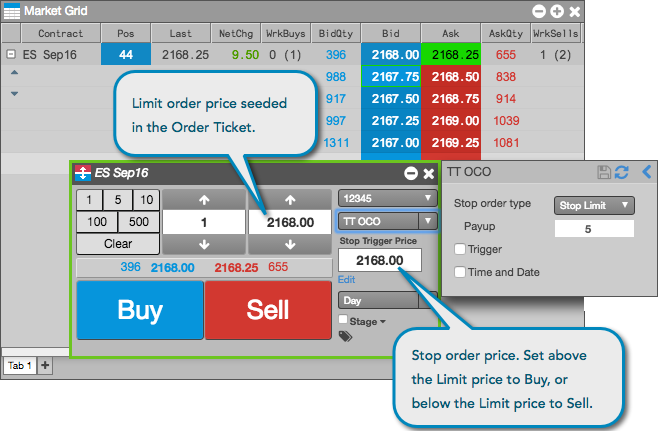 Market Grid
Contract Pos Last NetChg WrkBuys BidQty Bid Ask AskQty WrkSells
ES Sep16 44 2168.25 9.50 0 (1) 396 2168.00 2168.25 655 1 (2)
988 2167.75 2168.50 838
917 2167.50 2168.75 914
997 2167.25 2169.00 1039
1311 2167.00 2169.25 1081
Limit order price seeded
in the Order Ticket.
ES Sep16
1 5 10
100 500
Clear
1
2168.00
12345
TT OCO
Stop Trigger Price
2168.00
Edit
396 2168.00 2168.25 655
Buy
Sell
Day
Stage
TT OCO
Stop order type Stop Limit
Payup 5
Trigger
Time and Date
Stop order price. Set above
the Limit price to Buy, or
below the Limit price to Sell.
Tab 1 +